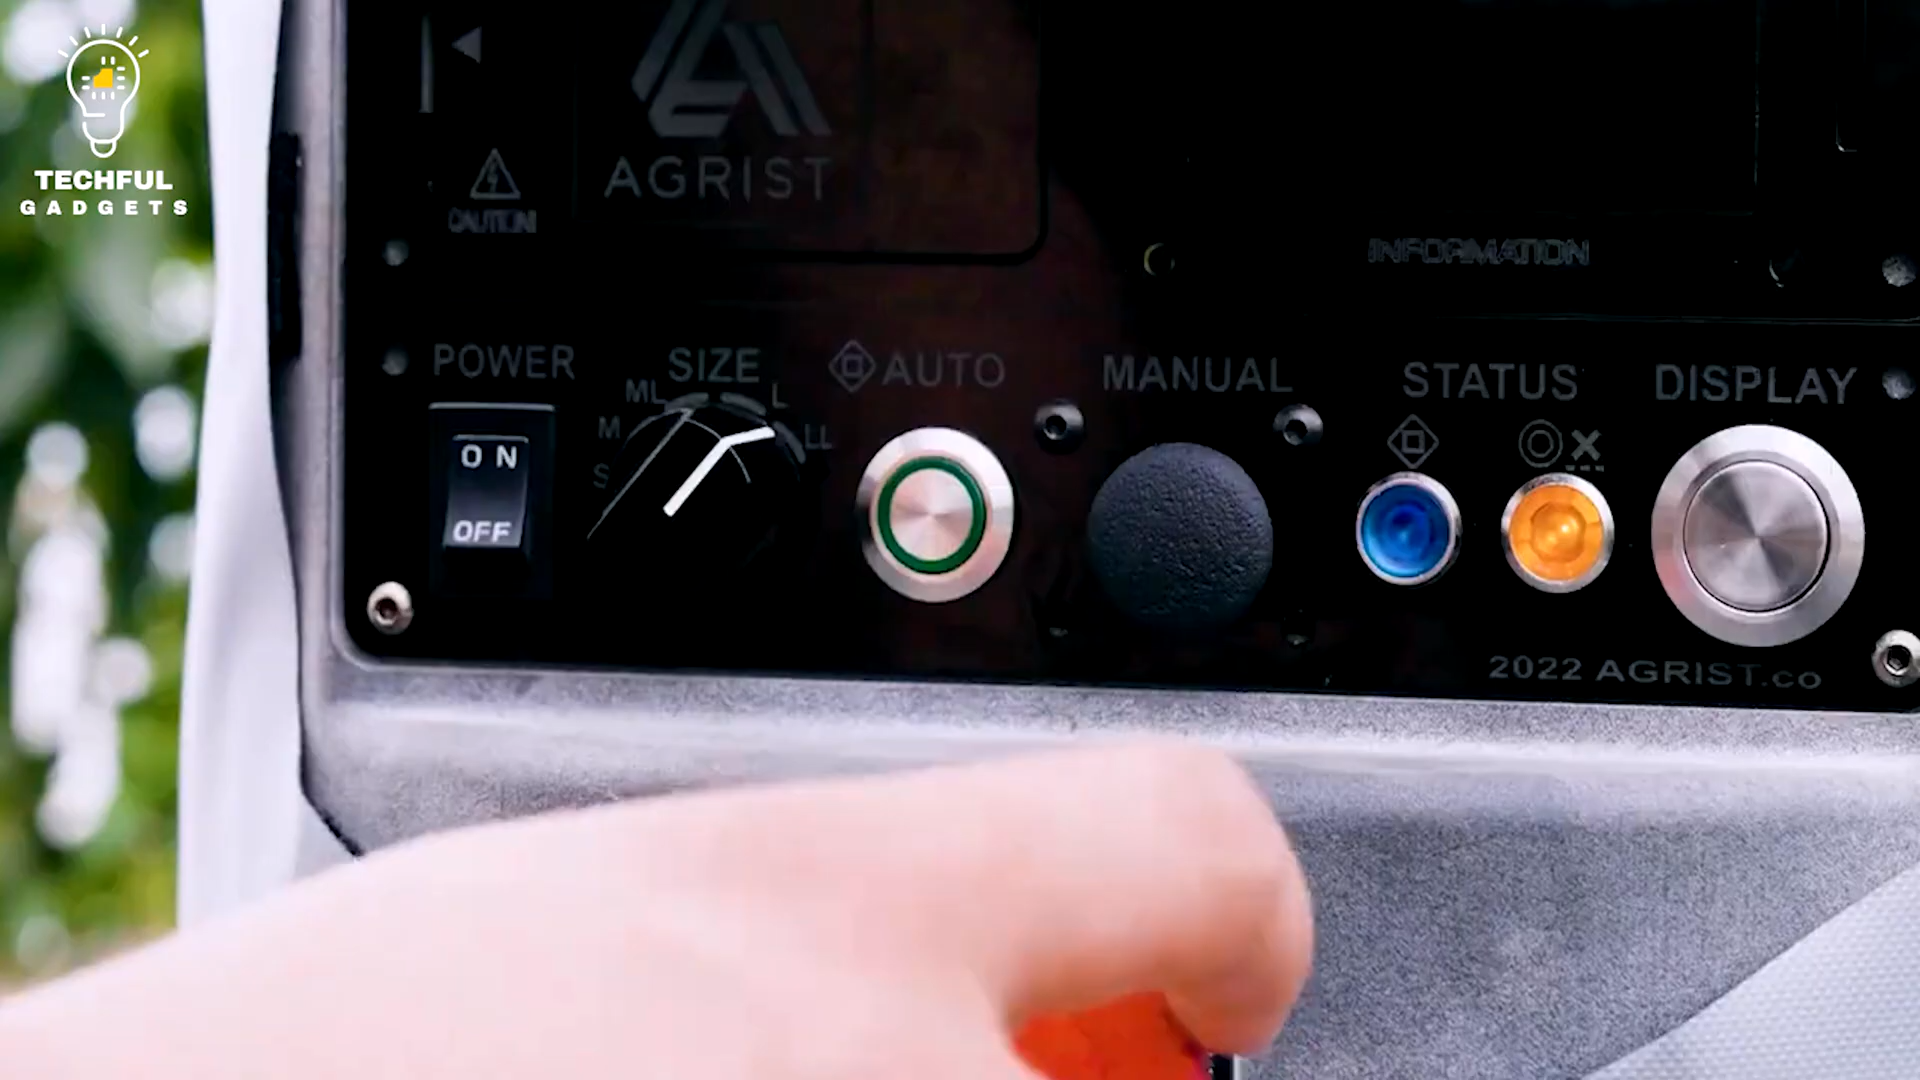 TECHFUL
GADGETS
AGRIST
CAUTION!
INFORMATION
POWER
SIZE
AUTO
MANUAL
STATUS
DISPLAY
S
M
ML
L
LL
ON
OFF
2022 AGRIST.co